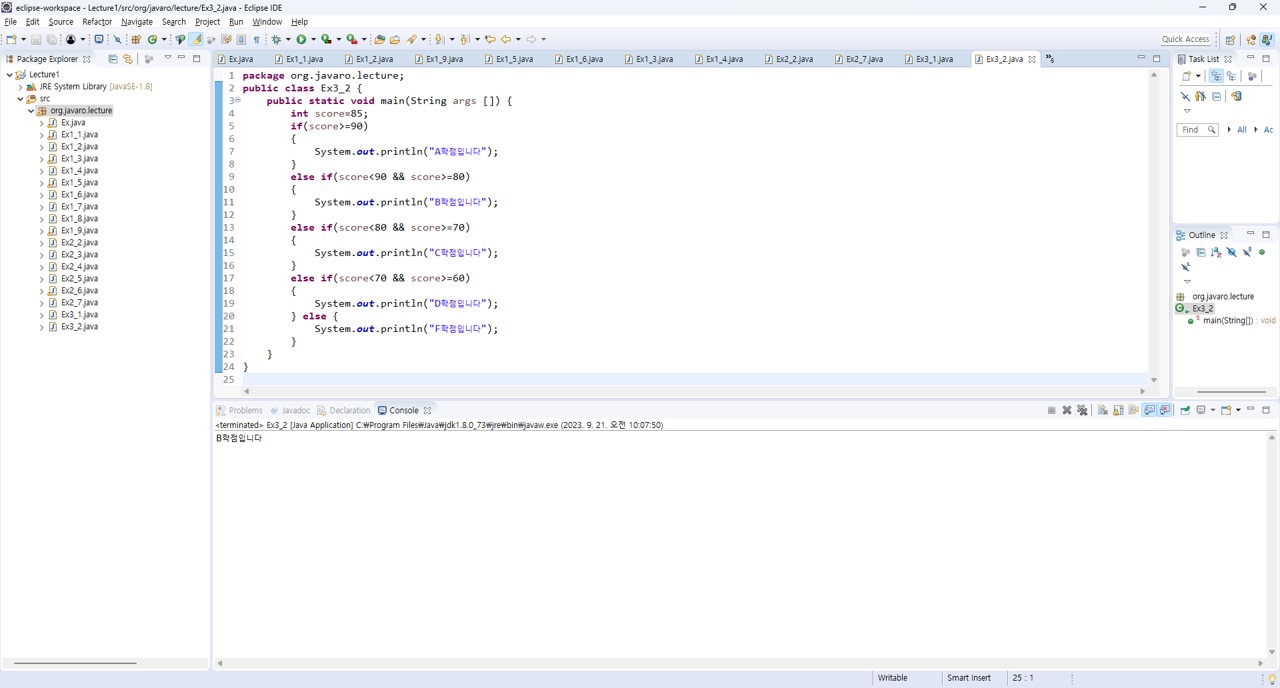 eclipse-workspace - Lecture1/src/org/javaro/lecture/Ex3_2.java - Eclipse IDE
File Edit Source Refactor Navigate Search Project Run Window Help
Quick Access
Package Explorer
Lecture1
JRE System Library [JavaSE-1.8]
src
org.javaro.lecture
Ex.java
Ex1_1.java
Ex1_2.java
Ex1_3.java
Ex1_4.java
Ex1_5.java
Ex1_6.java
Ex1_7.java
Ex1_8.java
Ex1_9.java
Ex2_2.java
Ex2_3.java
Ex2_4.java
Ex2_5.java
Ex2_6.java
Ex2_7.java
Ex3_1.java
Ex3_2.java
Ex.java Ex1_1.java Ex1_2.java Ex1_9.java Ex1_5.java Ex1_6.java Ex1_3.java Ex1_4.java Ex2_2.java Ex2_7.java Ex3_1.java Ex3_2.java »6
1 package org.javaro.lecture;
2 public class Ex3_2 {
3 public static void main(String args []) {
4 int score=85;
5 if(score>=90)
6 {
7 System.out.println("A학점입니다");
8 }
9 else if(score<90 && score>=80)
10 {
11 System.out.println("B학점입니다");
12 }
13 else if(score<80 && score>=70)
14 {
15 System.out.println("C학점입니다");
16 }
17 else if(score<70 && score>=60)
18 {
19 System.out.println("D학점입니다");
20 } else {
21 System.out.println("F학점입니다");
22 }
23 }
24 }
25
Task List
Find All Ac
Outline
org.javaro.lecture
Ex3_2
main(String[]) : void
Problems Javadoc Declaration Console
<terminated> Ex3_2 [Java Application] C:₩Program Files₩Java₩jdk1.8.0_73₩jre₩bin₩javaw.exe (2023. 9. 21. 오전 10:07:50)
B학점입니다
Writable Smart Insert 25 : 1